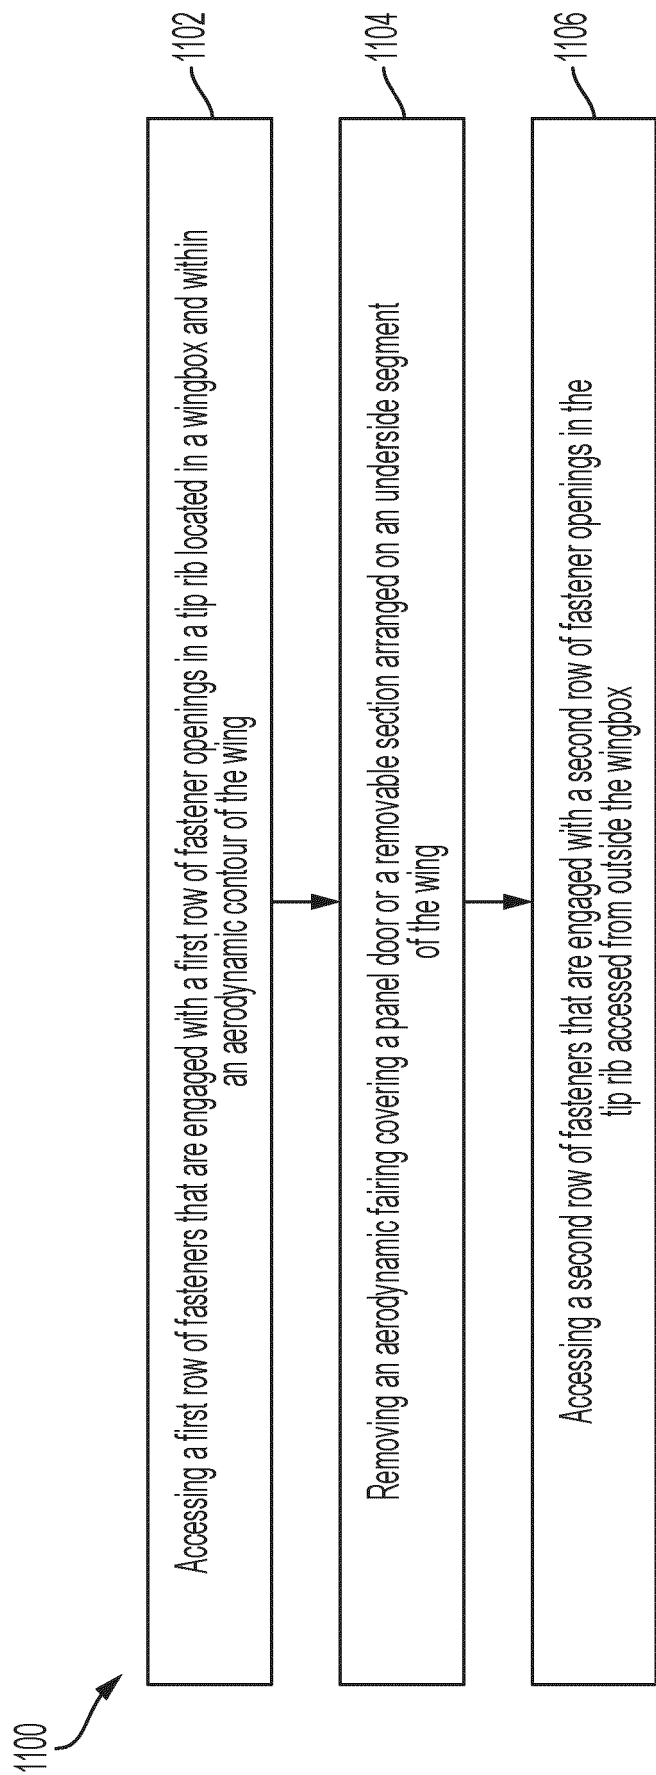 1100
1102
Accessing a first row of fasteners that are engaged with a first row of fastener openings in a tip rib located in a wingbox and within
an aerodynamic contour of the wing
1104
Removing an aerodynamic fairing covering a panel door or a removable section arranged on an underside segment
of the wing
1106
Accessing a second row of fasteners that are engaged with a second row of fastener openings in the
tip rib accessed from outside the wingbox